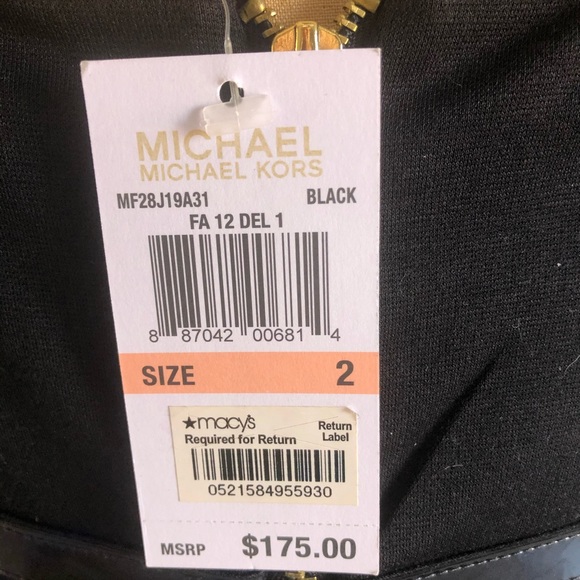 MICHAEL
MICHAEL KORS
MF28J19A31 BLACK
FA 12 DEL 1
8 87042 00681 4
SIZE 2
★macy's Return
Required for Return Label
0521584955930
MSRP $175.00